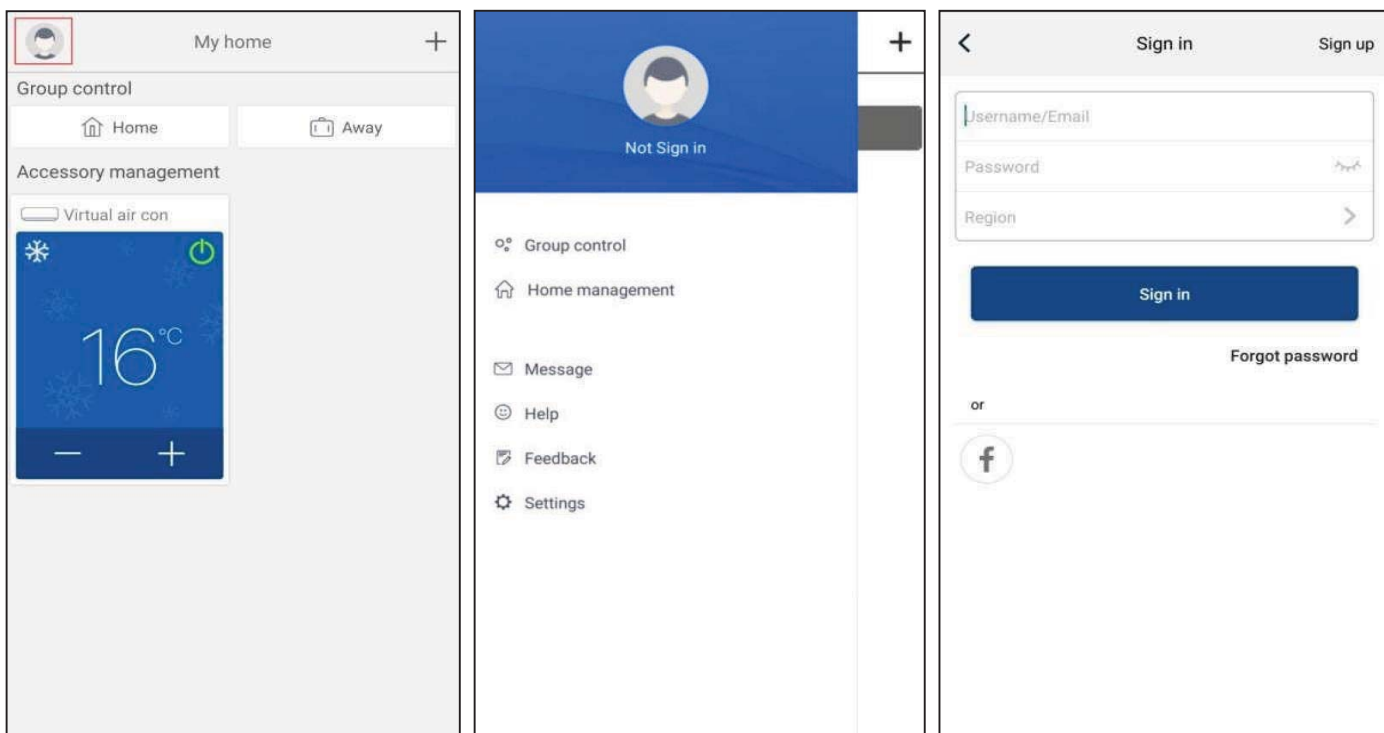 My home
Group control
Home
Away
Accessory management
Virtual air con
16°C
Not Sign in
Group control
Home management
Message
Help
Feedback
Settings
Sign in
Sign up
Username/Email
Password
Region
Sign in
Forgot password
or
f